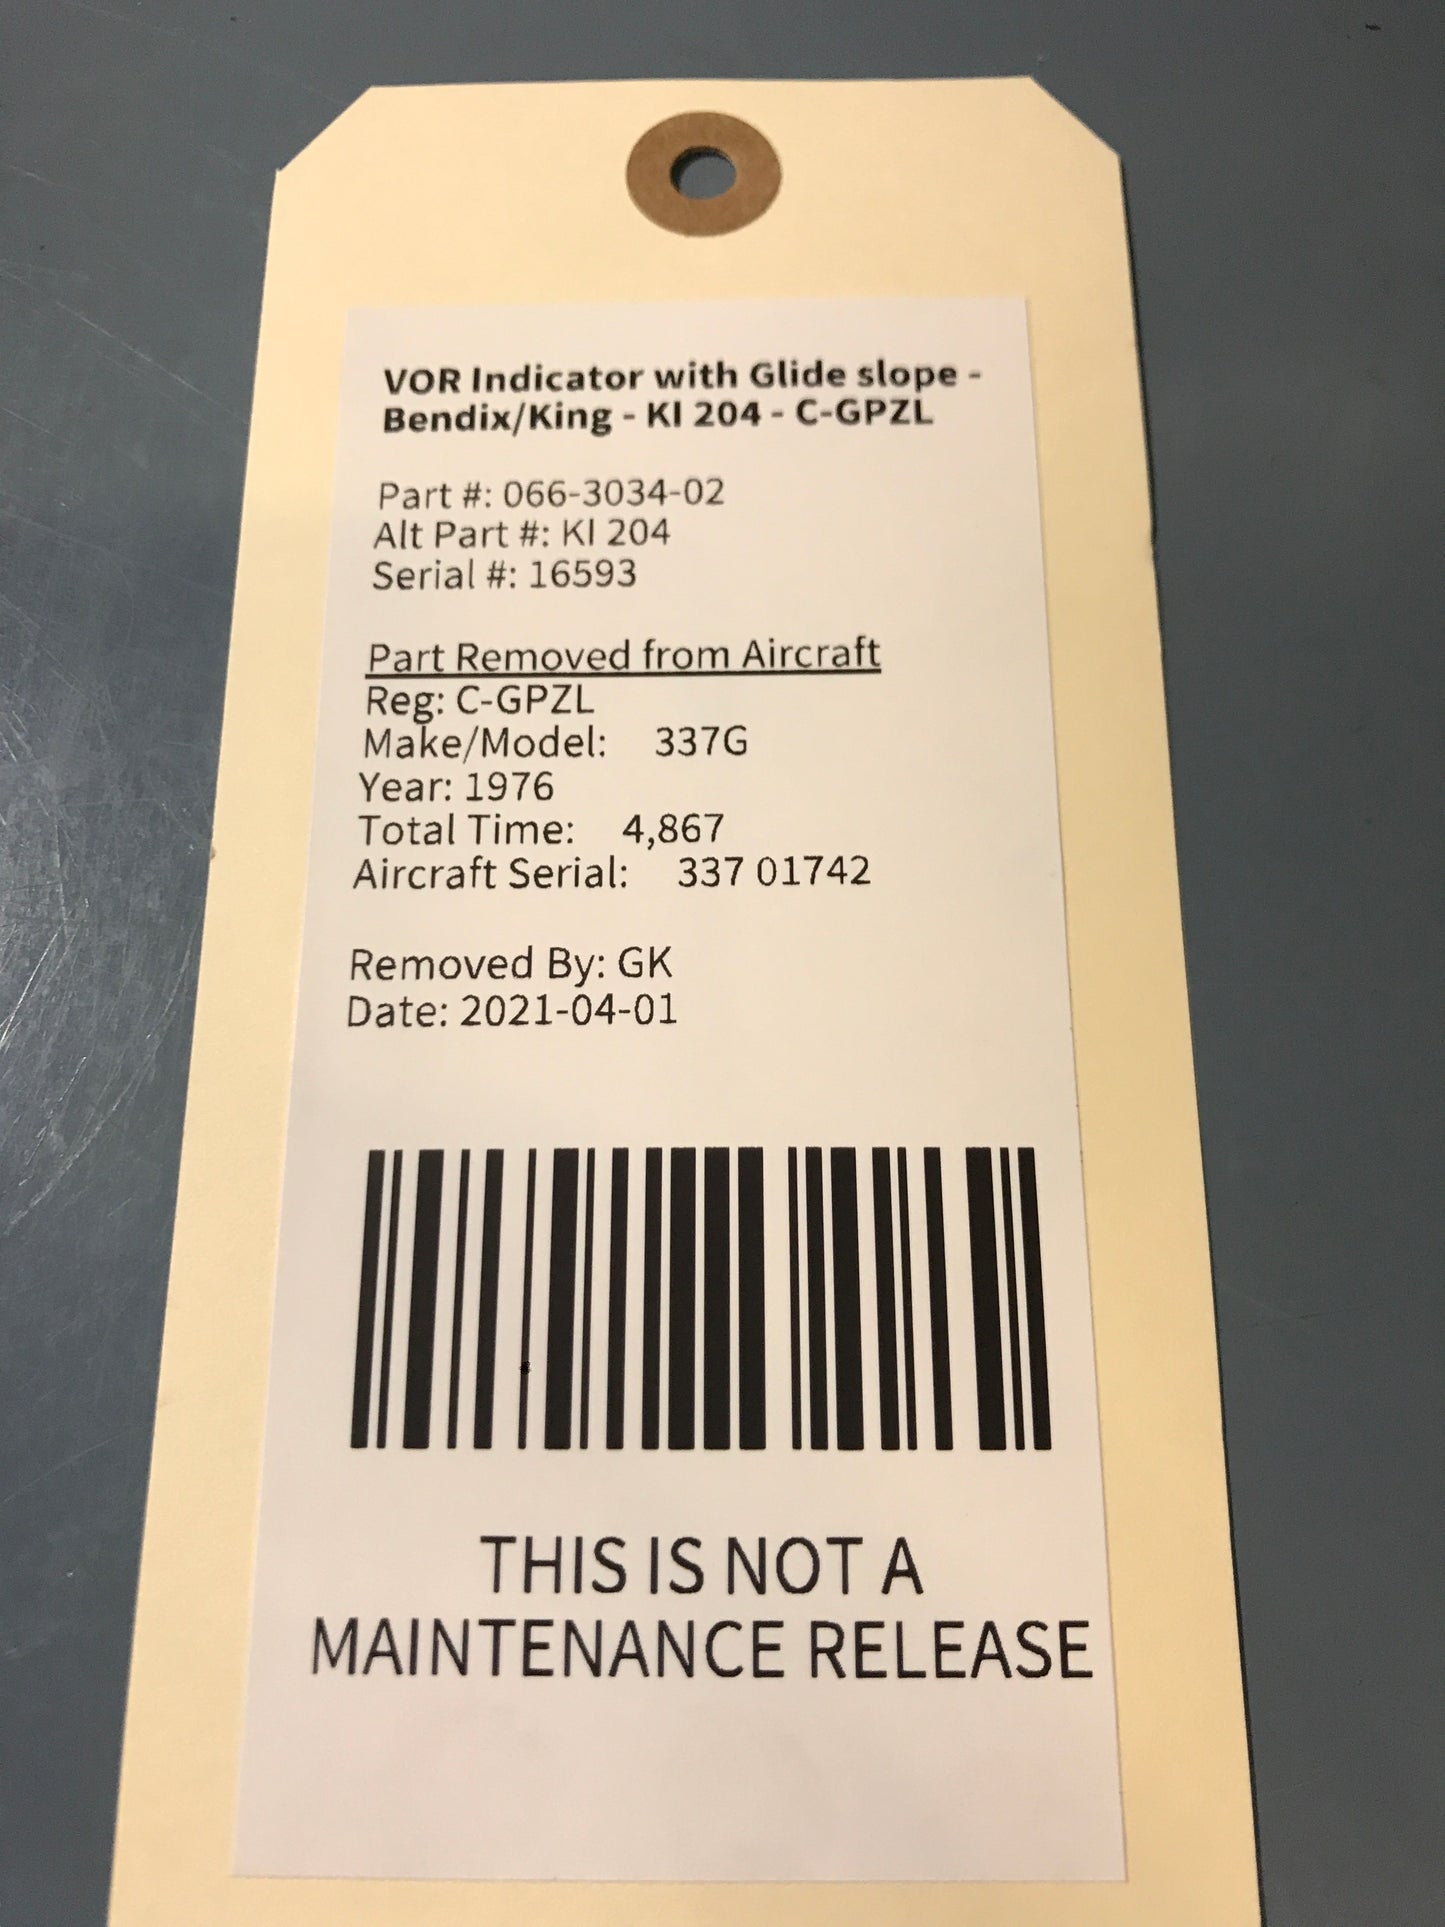 VOR Indicator with Glide slope -
Bendix/King - KI 204 - C-GPZL
Part #: 066-3034-02
Alt Part #: KI 204
Serial #: 16593
Part Removed from Aircraft
Reg: C-GPZL
Make/Model: 337G
Year: 1976
Total Time: 4,867
Aircraft Serial: 337 01742
Removed By: GK
Date: 2021-04-01
THIS IS NOT A
MAINTENANCE RELEASE